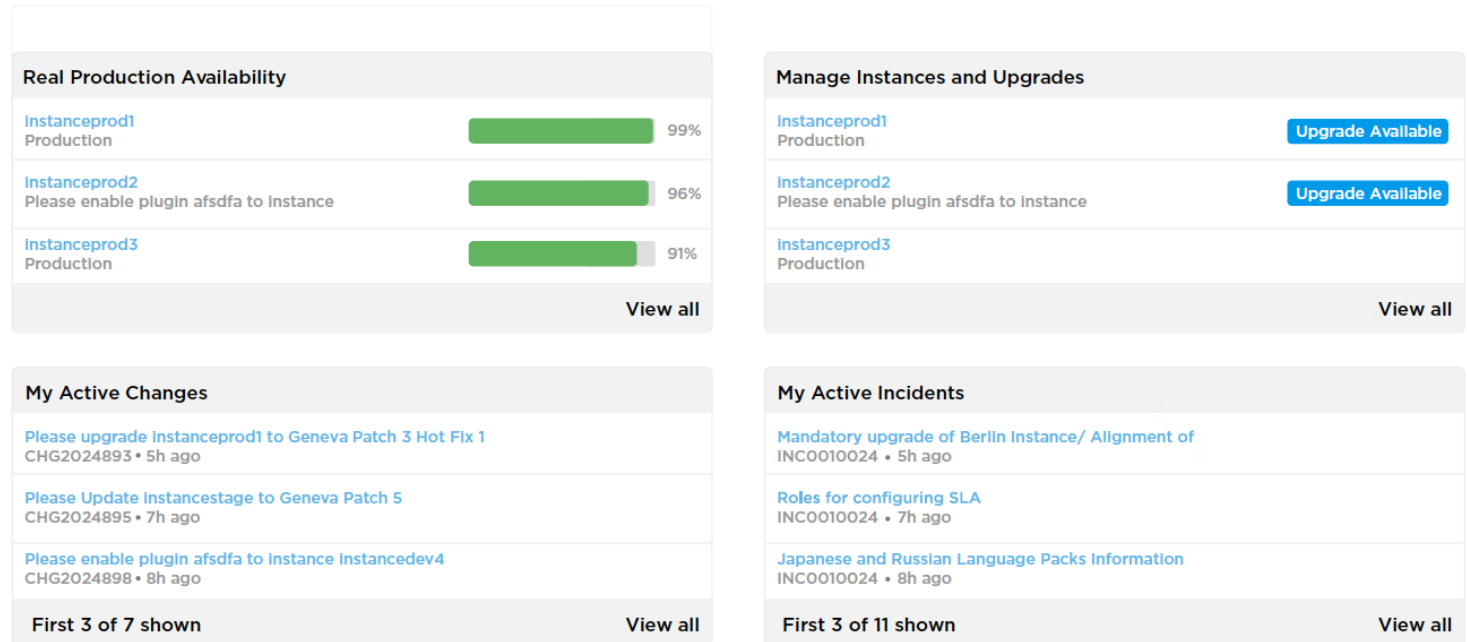 Real Production Availability
instanceprod1
Production
99%
instanceprod2
Please enable plugin afsdfa to instance
96%
instanceprod3
Production
91%
View all
Manage Instances and Upgrades
instanceprod1
Production
Upgrade Available
instanceprod2
Please enable plugin afsdfa to instance
Upgrade Available
instanceprod3
Production
View all
My Active Changes
Please upgrade instanceprod1 to Geneva Patch 3 Hot Fix 1
CHG2024893 • 5h ago
Please Update instancestage to Geneva Patch 5
CHG2024895 • 7h ago
Please enable plugin afsdfa to instance instancedev4
CHG2024898 • 8h ago
First 3 of 7 shown
View all
My Active Incidents
Mandatory upgrade of Berlin Instance/ Alignment of
INC0010024 • 5h ago
Roles for configuring SLA
INC0010024 • 7h ago
Japanese and Russian Language Packs Information
INC0010024 • 8h ago
First 3 of 11 shown
View all